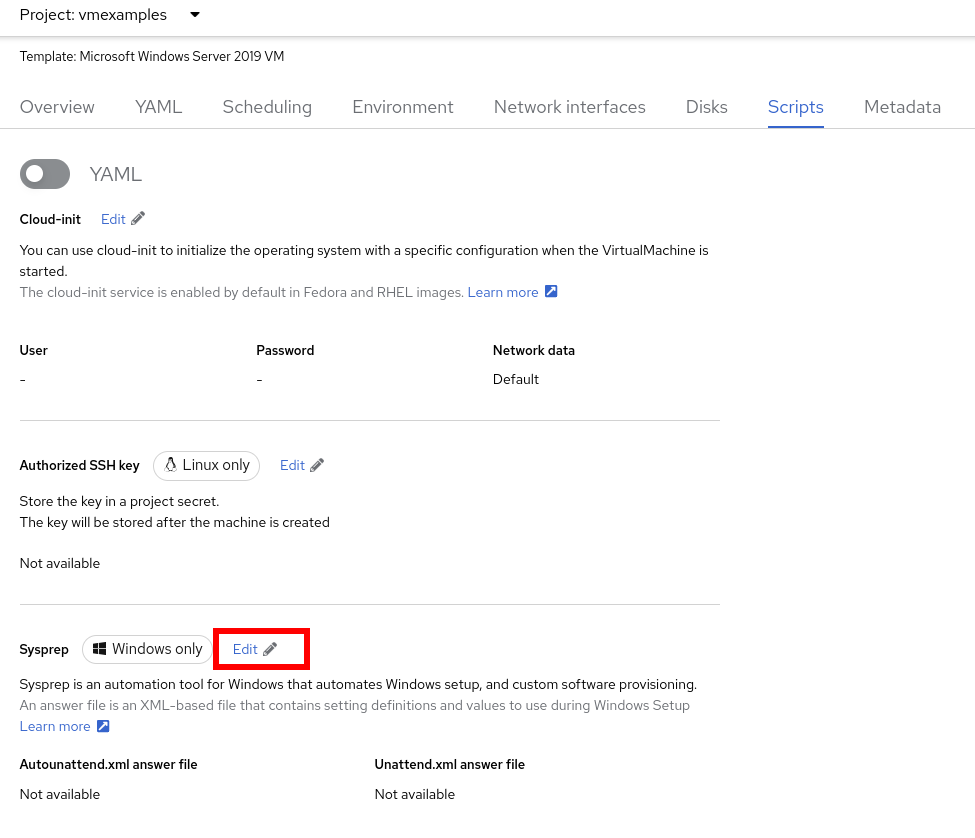 Project: vmexamples
Template: Microsoft Windows Server 2019 VM
Overview YAML Scheduling Environment Network interfaces Disks Scripts Metadata
YAML
Cloud-init Edit
You can use cloud-init to initialize the operating system with a specific configuration when the VirtualMachine is
started.
The cloud-init service is enabled by default in Fedora and RHEL images. Learn more
User Password Network data
- - Default
Authorized SSH key Linux only Edit
Store the key in a project secret.
The key will be stored after the machine is created
Not available
Sysprep Windows only Edit
Sysprep is an automation tool for Windows that automates Windows setup, and custom software provisioning.
An answer file is an XML-based file that contains setting definitions and values to use during Windows Setup
Learn more
Autounattend.xml answer file Unattend.xml answer file
Not available Not available